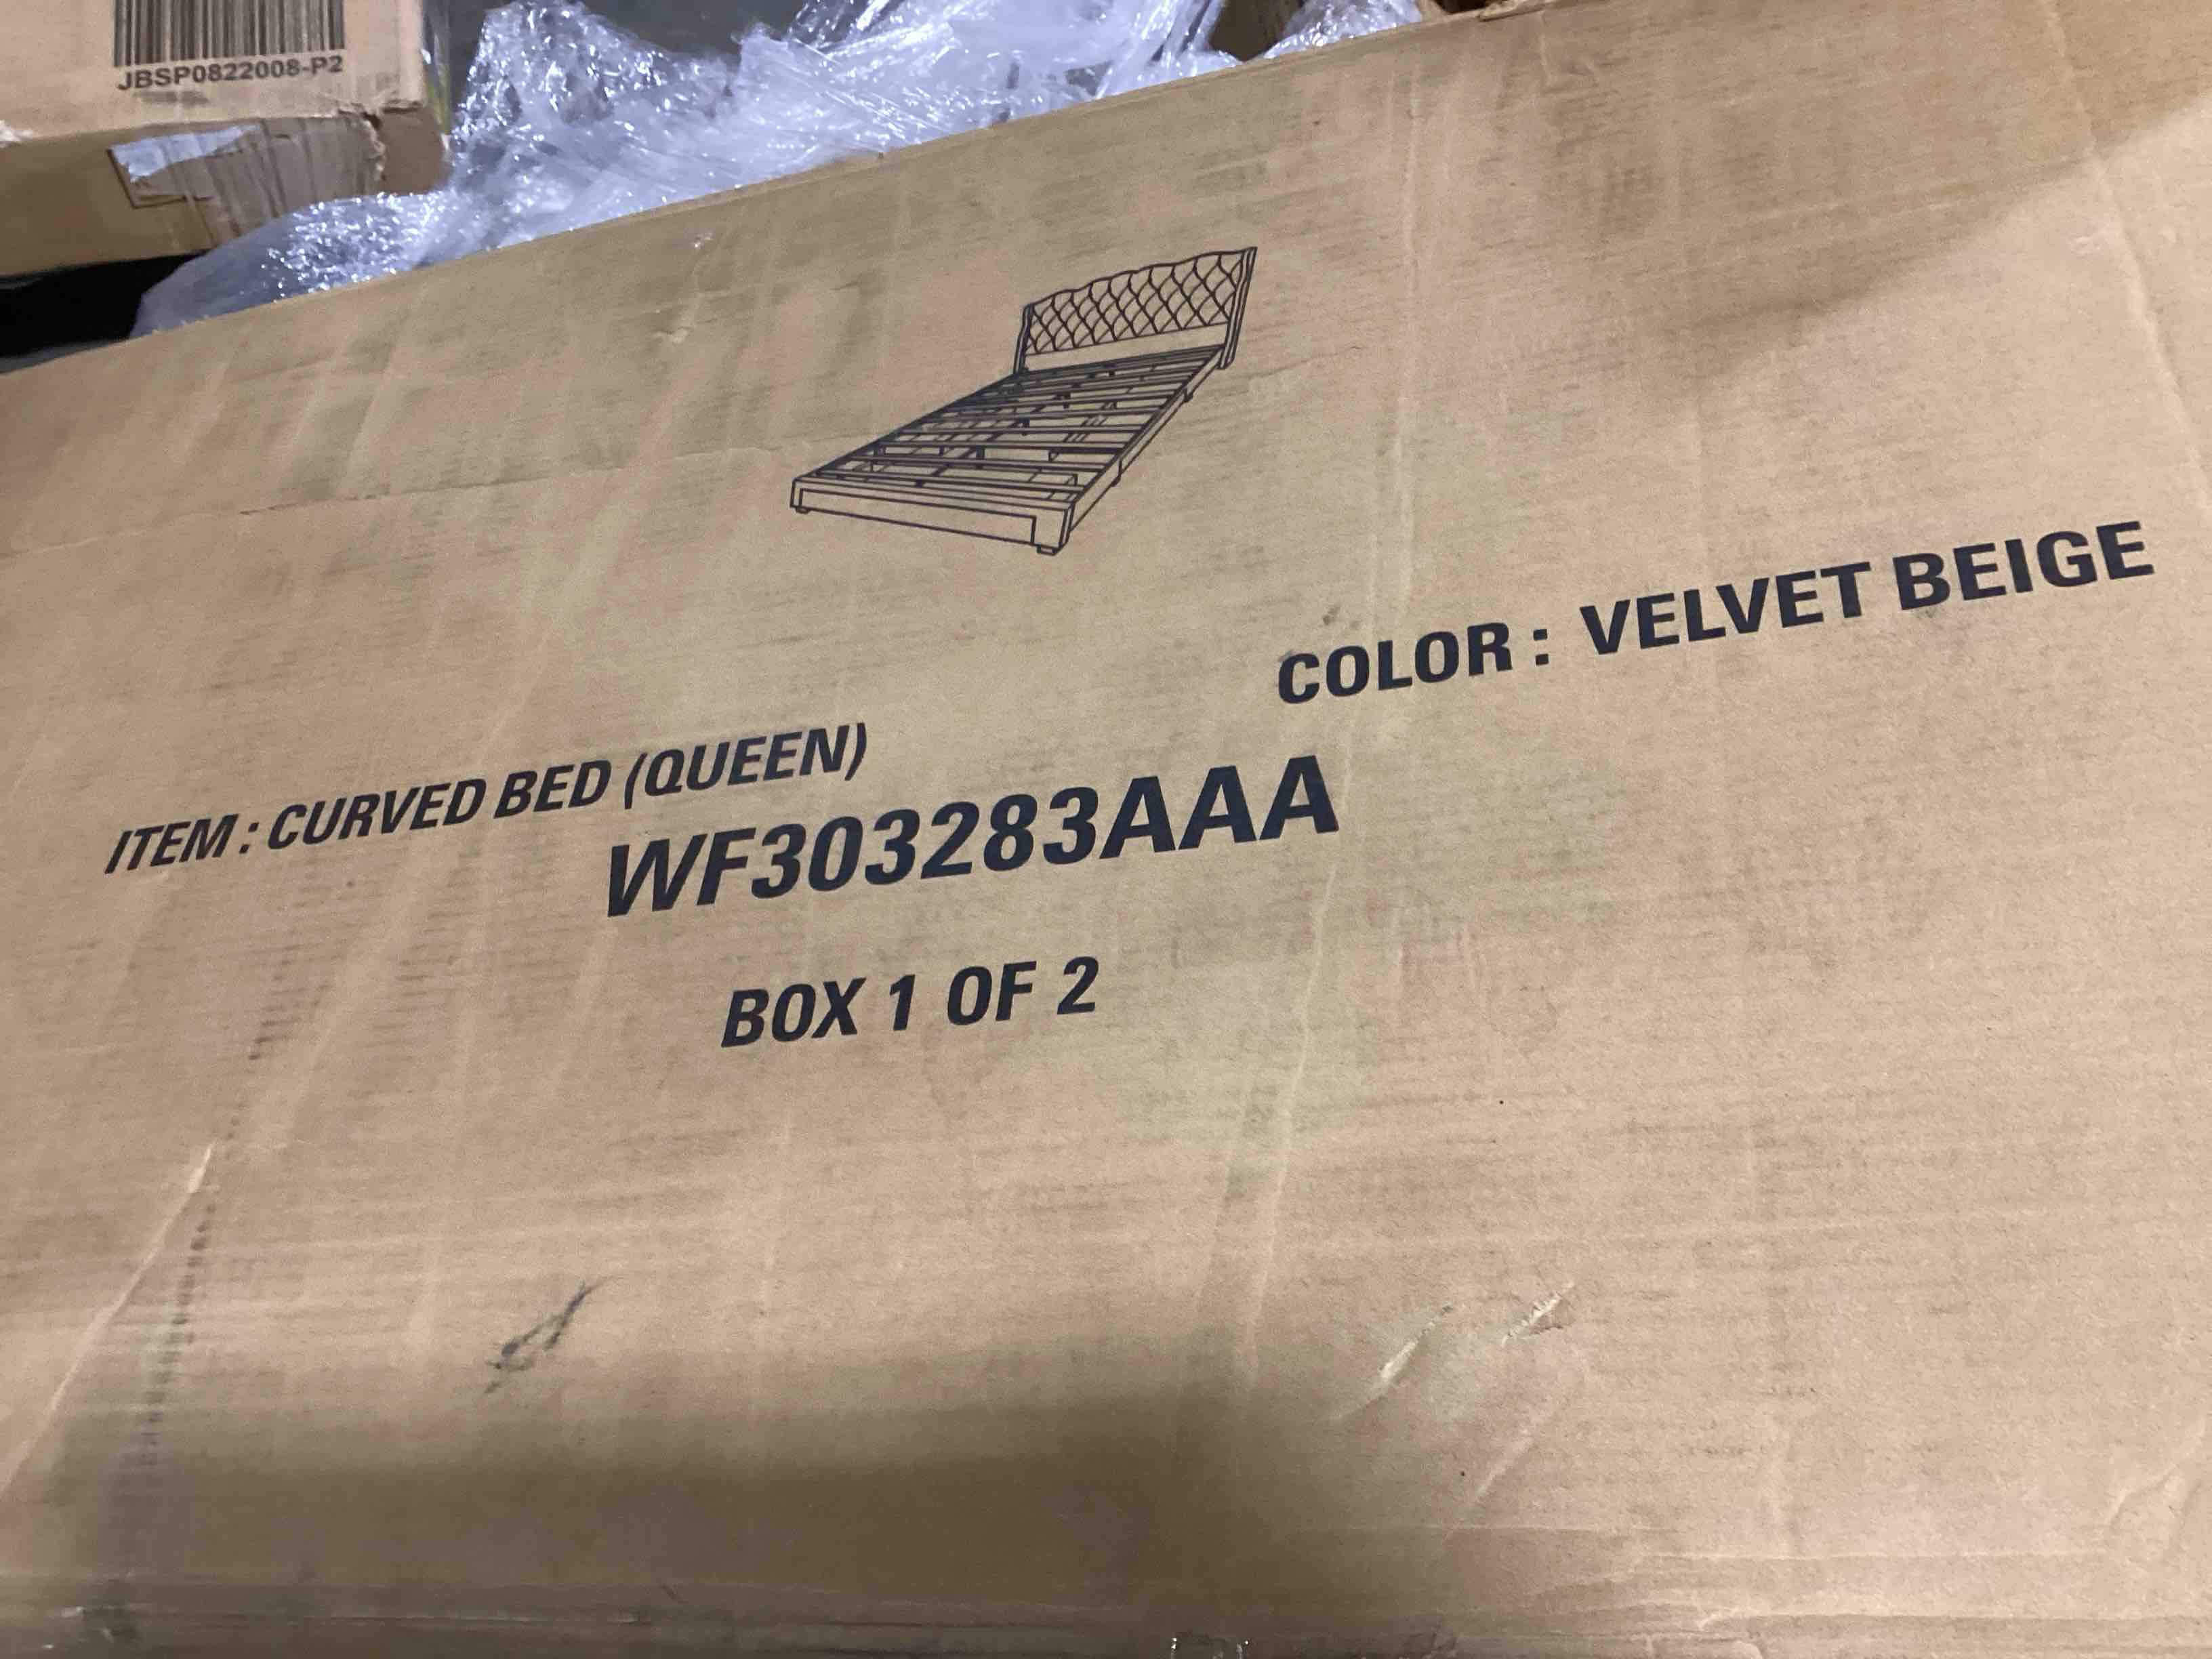 JBSP0822008-P2
COLOR : VELVET BEIGE
ITEM : CURVED BED (QUEEN)
WF303283AAA
BOX 1 OF 2